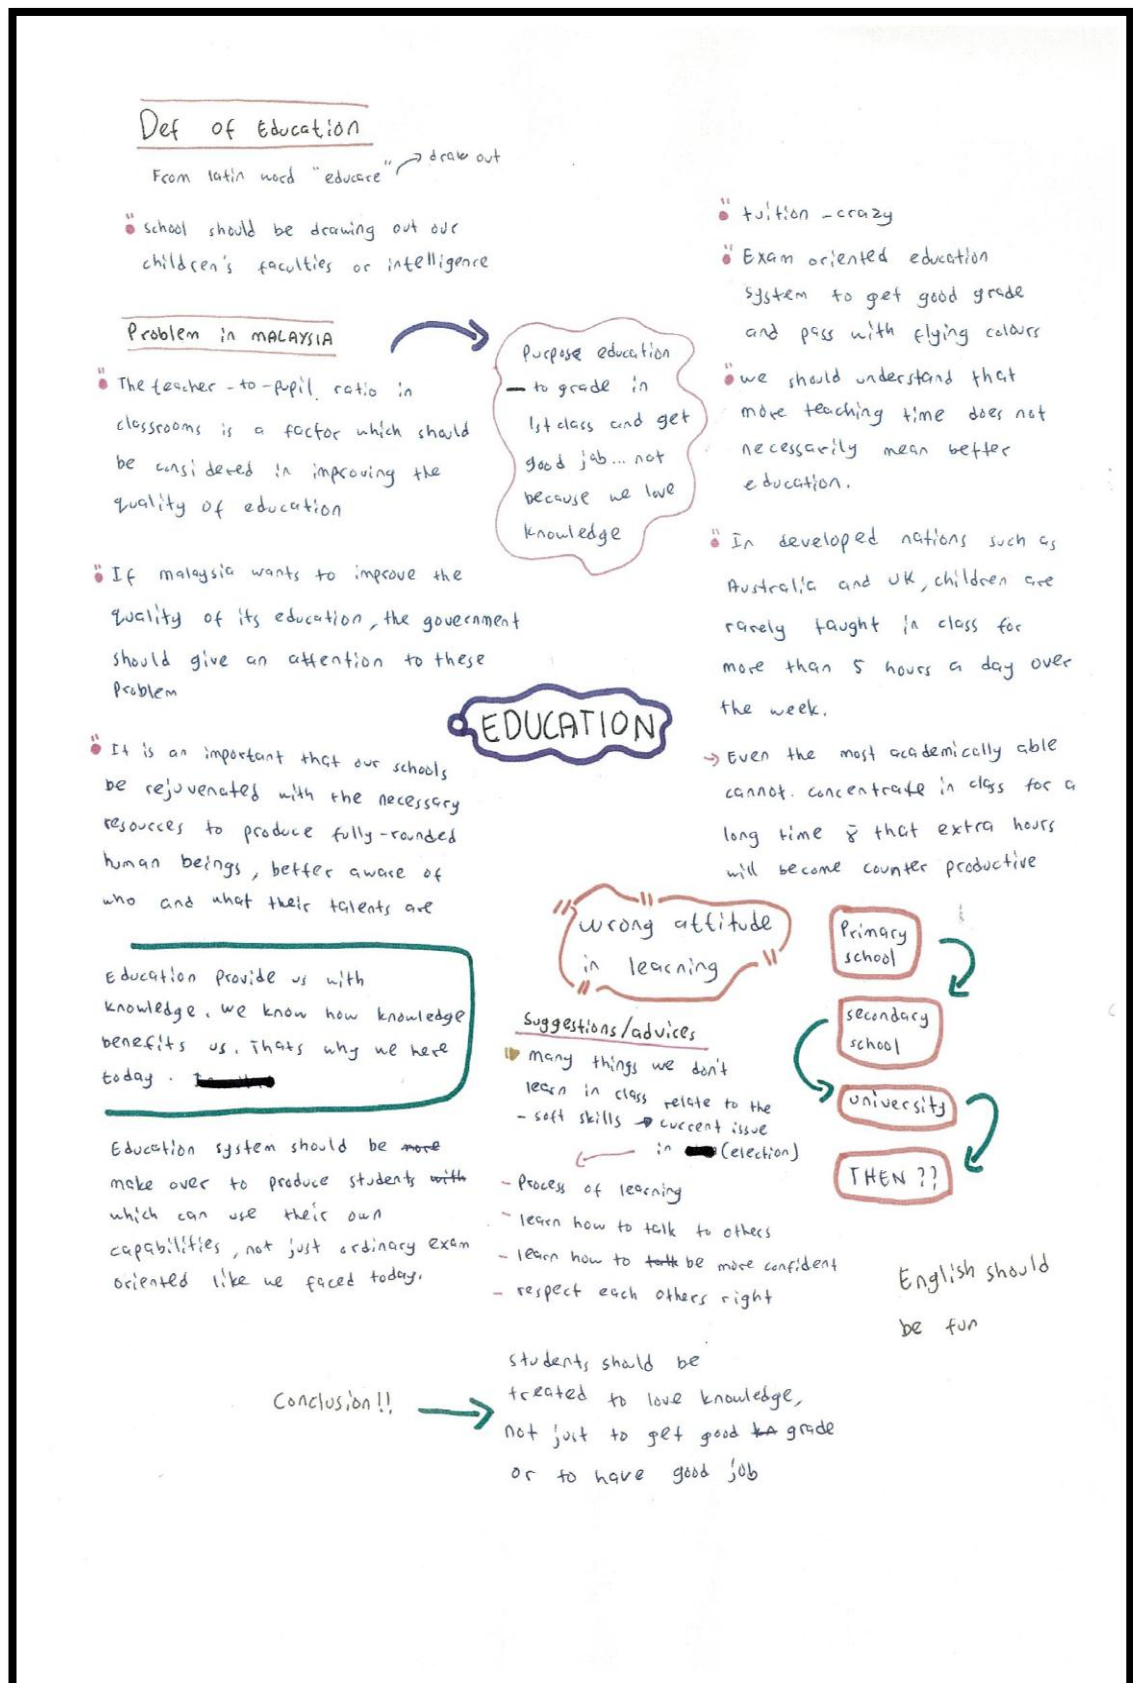 Def of Education
From latin word "educare" draw out
school should be drawing out our
children's faculties or intelligence
Problem in MALAYSIA
The teacher-to-pupil ratio in
classrooms is a factor which should
be considered in improving the
quality of education
If malaysia wants to improve the
quality of its education, the government
should give an attention to these
Problem
It is an important that our schools
be rejuvenated with the necessary
resources to produce fully-rounded
human beings, better aware of
who and what their talents are
Education Provide us with
knowledge. we know how knowledge
benefits us. Thats why we here
today.
Education system should be more
make over to produce students with
which can use their own
capabilities, not just ordinary exam
oriented like we faced today.
Purpose education
- to grade in
1st class and get
good job... not
because we love
knowledge
EDUCATION
wrong attitude
in learning
Suggestions/advices
many things we don't
learn in class relate to the
- soft skills → current issue
in (election)
- Process of learning
- learn how to talk to others
- learn how to talk be more confident
- respect each others right
tuition-crazy
Exam oriented education
system to get good grade
and pass with flying colours
we should understand that
more teaching time does not
necessarily mean better
education.
In developed nations such as
Australia and UK, children are
rarely taught in class for
more than 5 hours a day over
the week.
→ Even the most academically able
cannot. concentrate in class for a
long time that extra hours
will become counter productive
Primary
school
secondary
school
university
THEN ??
English should
be fun
Conclusion!!
students should be
treated to love knowledge,
not just to get good grade
or to have good job